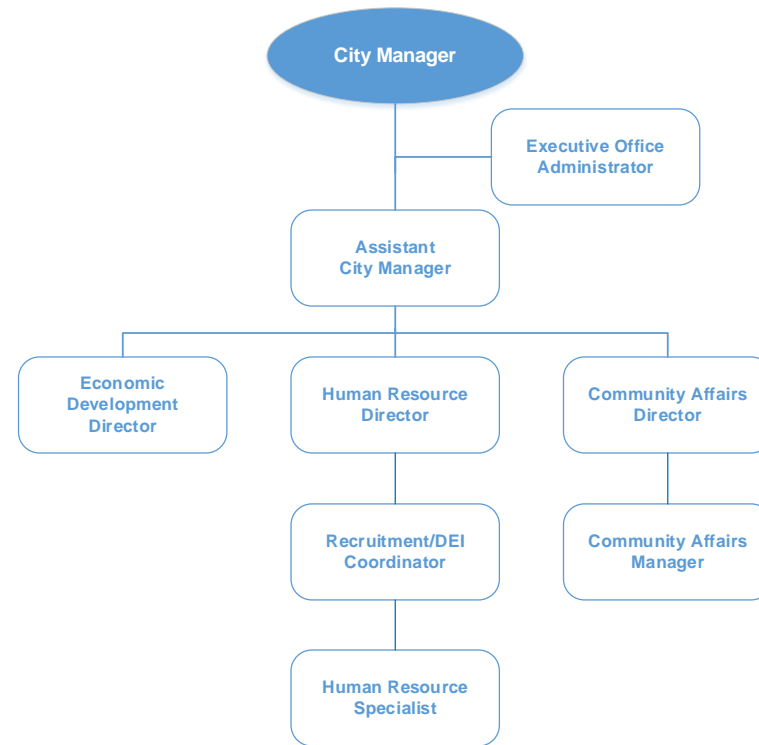 City Manager
Executive Office
Administrator
Assistant
City Manager
Economic
Development
Director
Human Resource
Director
Community Affairs
Director
Recruitment/DEI
Coordinator
Community Affairs
Manager
Human Resource
Specialist